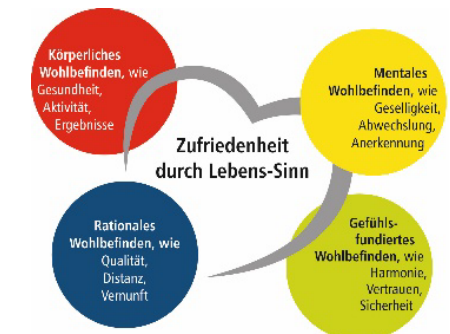 Körperliches
Wohlbefinden, wie
Gesundheit,
Aktivität,
Ergebnisse
Mentales
Wohlbefinden, wie
Geselligkeit,
Abwechslung,
Anerkennung
Zufriedenheit
durch Lebens-Sinn
Rationales
Wohlbefinden, wie
Qualität,
Distanz,
Vernunft
Gefühls-
fundiertes
Wohlbefinden, wie
Harmonie,
Vertrauen,
Sicherheit